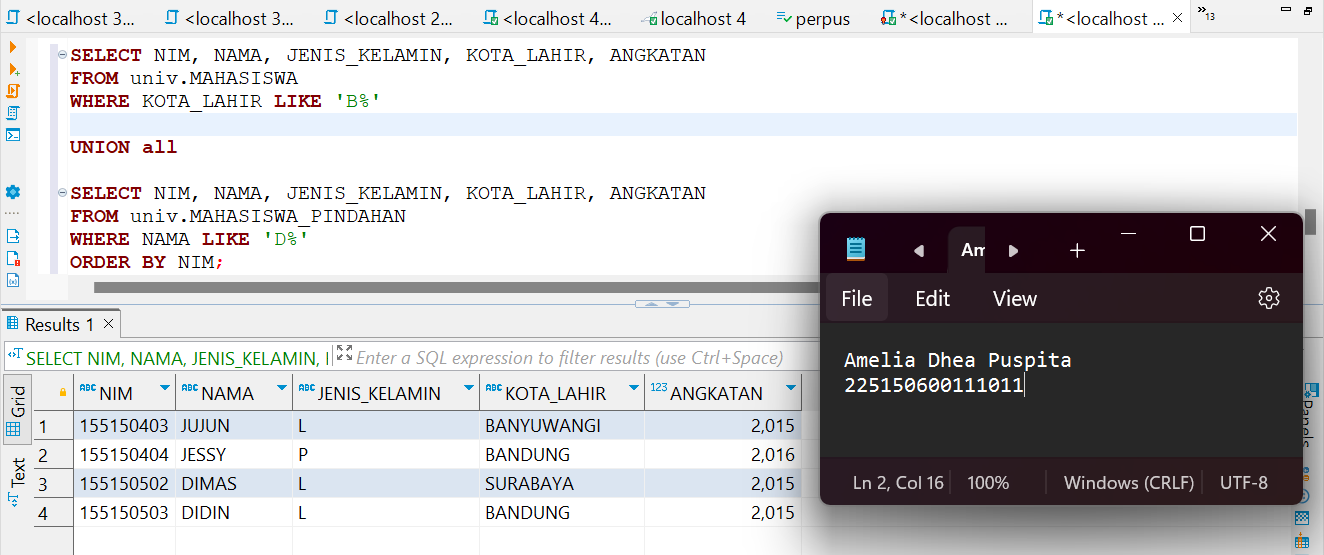 <localhost 3...
<localhost 3...
<localhost 2...
<localhost 4...
localhost 4
perpus
*<localhost ...
*<localhost ...
»13
SELECT NIM, NAMA, JENIS_KELAMIN, KOTA_LAHIR, ANGKATAN
FROM univ.MAHASISWA
WHERE KOTA_LAHIR LIKE 'B%'
UNION all
SELECT NIM, NAMA, JENIS_KELAMIN, KOTA_LAHIR, ANGKATAN
FROM univ.MAHASISWA_PINDAHAN
WHERE NAMA LIKE 'D%'
ORDER BY NIM;
Results 1
SELECT NIM, NAMA, JENIS_KELAMIN, I
Enter a SQL expression to filter results (use Ctrl+Space)
Grid
Text
ABC NIM ABC NAMA ABC JENIS_KELAMIN ABC KOTA_LAHIR 123 ANGKATAN
1 155150403 JUJUN L BANYUWANGI 2,015
2 155150404 JESSY P BANDUNG 2,016
3 155150502 DIMAS L SURABAYA 2,015
4 155150503 DIDIN L BANDUNG 2,015
Am
File Edit View
Amelia Dhea Puspita
225150600111011
Ln 2, Col 16 100% Windows (CRLF) UTF-8
Panels